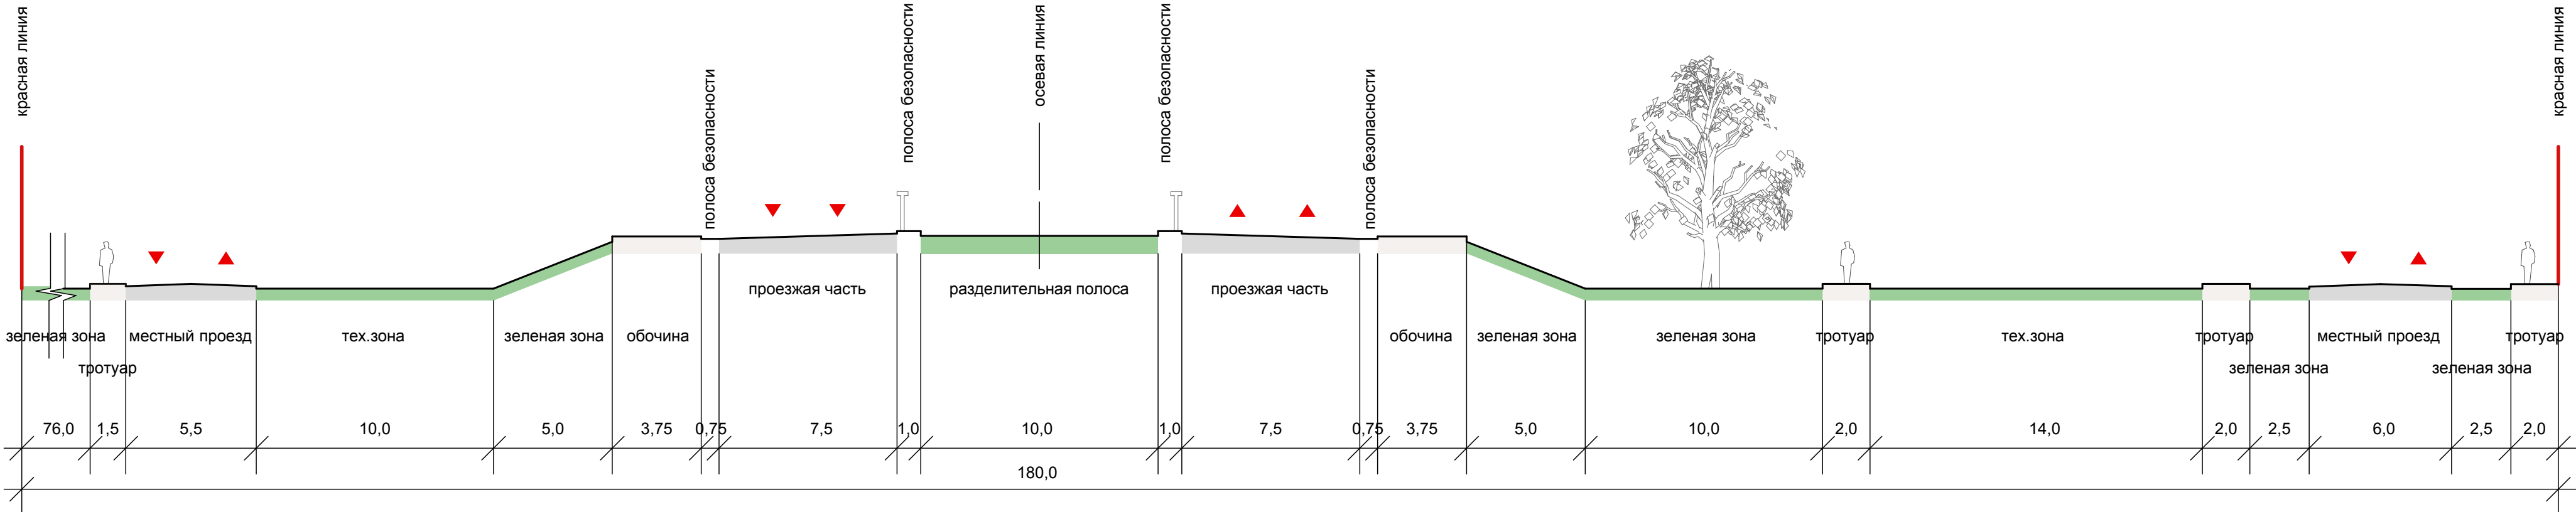 красная линия
полоса безопасности
полоса безопасности
осевая линия
полоса безопасности
полоса безопасности
красная линия
проезжая часть
разделительная полоса
проезжая часть
зеленая зона
местный проезд
тех.зона
зеленая зона
обочина
обочина
зеленая зона
зеленая зона
тротуар
тех.зона
тротуар
местный проезд
тротуар
тротуар
зеленая зона
зеленая зона
76,0 1,5 5,5 10,0 5,0 3,75 0,75 7,5 1,0 10,0 1,0 7,5 0,75 3,75 5,0 10,0 2,0 14,0 2,0 2,5 6,0 2,5 2,0
180,0